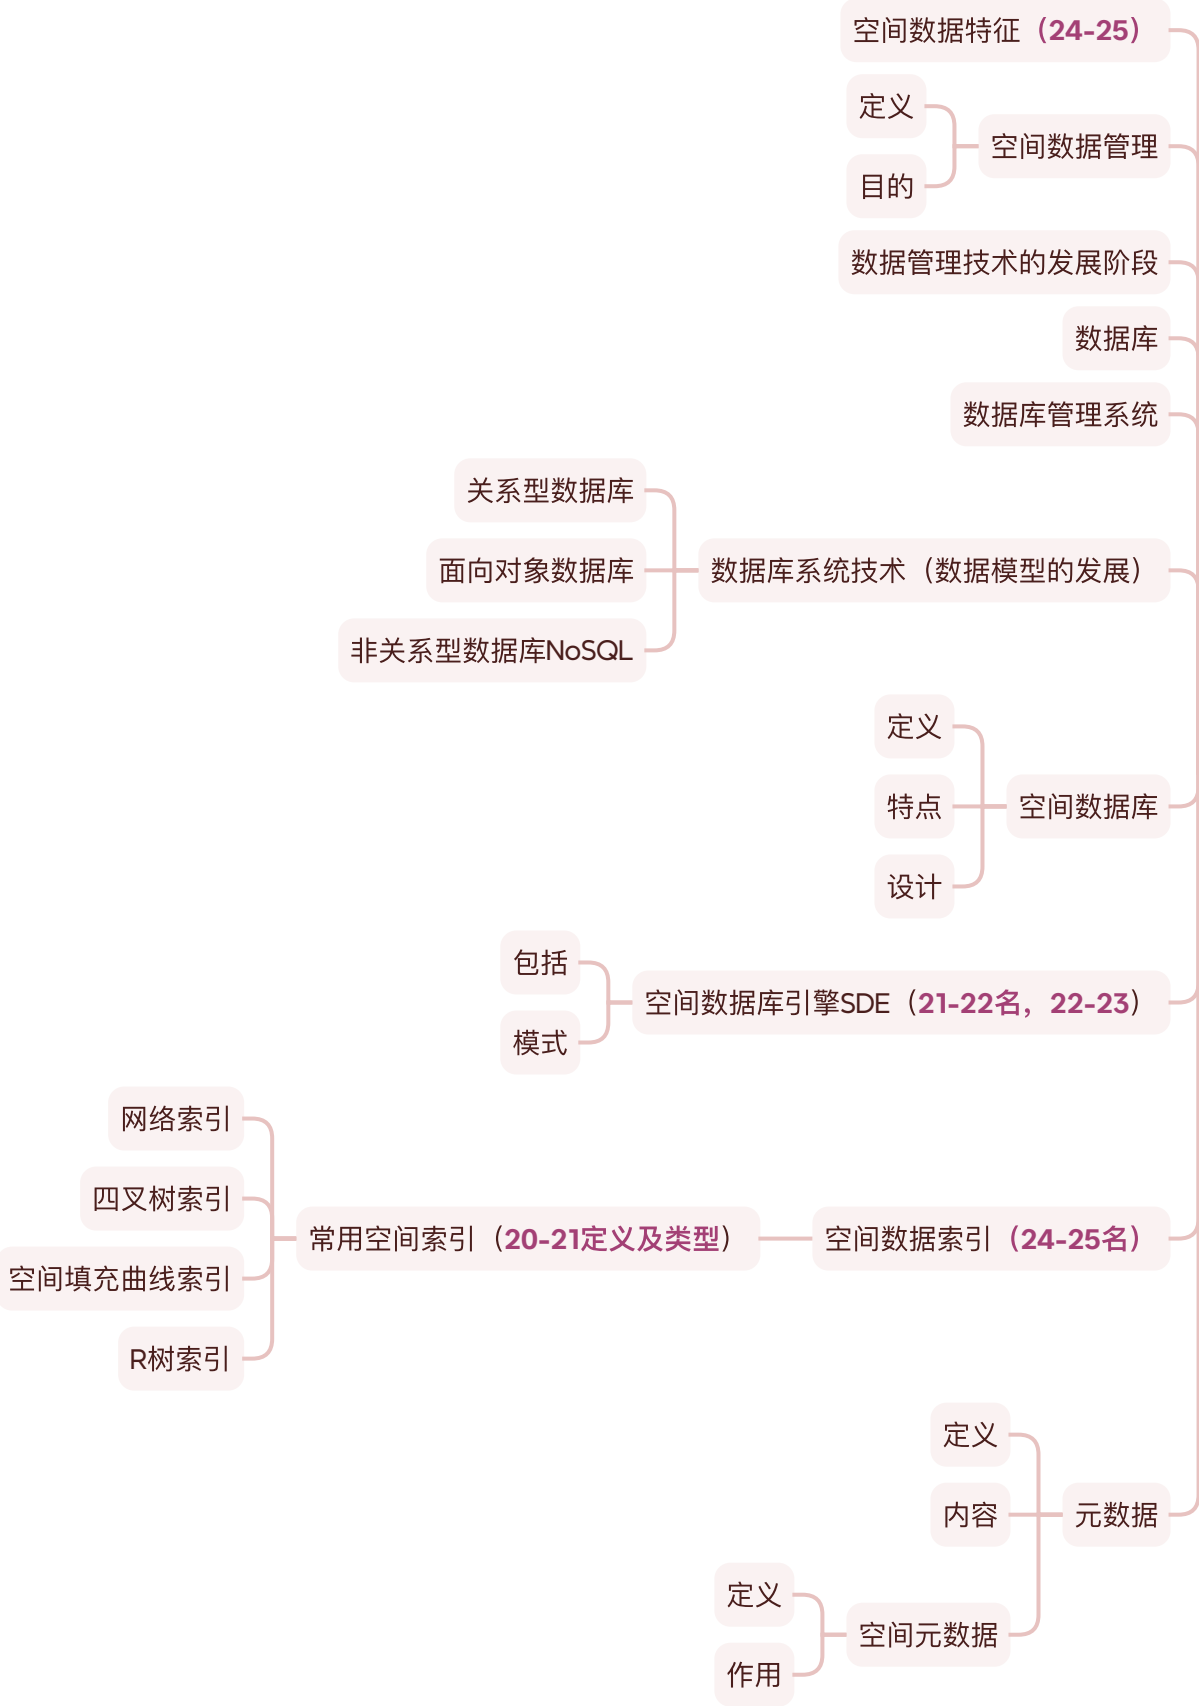 空间数据特征（24-25）
定义
空间数据管理
目的
数据管理技术的发展阶段
数据库
数据库管理系统
关系型数据库
面向对象数据库
数据库系统技术（数据模型的发展）
非关系型数据库NoSQL
定义
特点
空间数据库
设计
包括
空间数据库引擎SDE（21-22名，22-23）
模式
网络索引
四叉树索引
常用空间索引（20-21定义及类型）
空间数据索引（24-25名）
空间填充曲线索引
R树索引
定义
内容
元数据
定义
空间元数据
作用